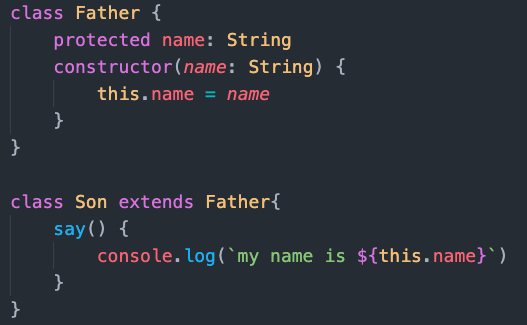 class Father {
    protected name: String
    constructor(name: String) {
        this.name = name
    }
}

class Son extends Father{
    say() {
        console.log(`my name is ${this.name}`)
    }
}